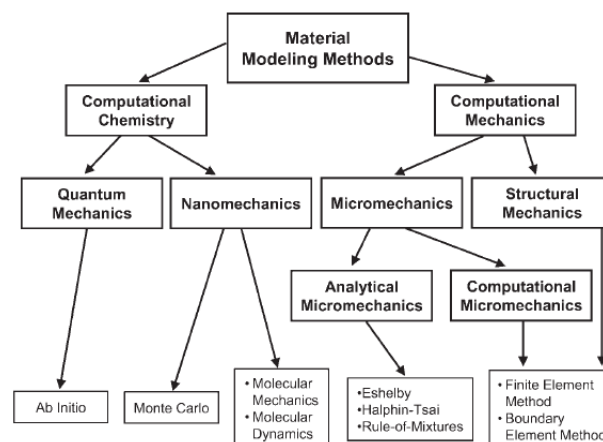 Material
Modeling Methods
Computational
Chemistry
Computational
Mechanics
Quantum
Mechanics
Nanomechanics
Micromechanics
Structural
Mechanics
Analytical
Micromechanics
Computational
Micromechanics
Ab Initio
Monte Carlo
• Molecular
Mechanics
• Molecular
Dynamics
• Eshelby
• Halphin-Tsai
• Rule-of-Mixtures
• Finite Element
Method
• Boundary
Element Method